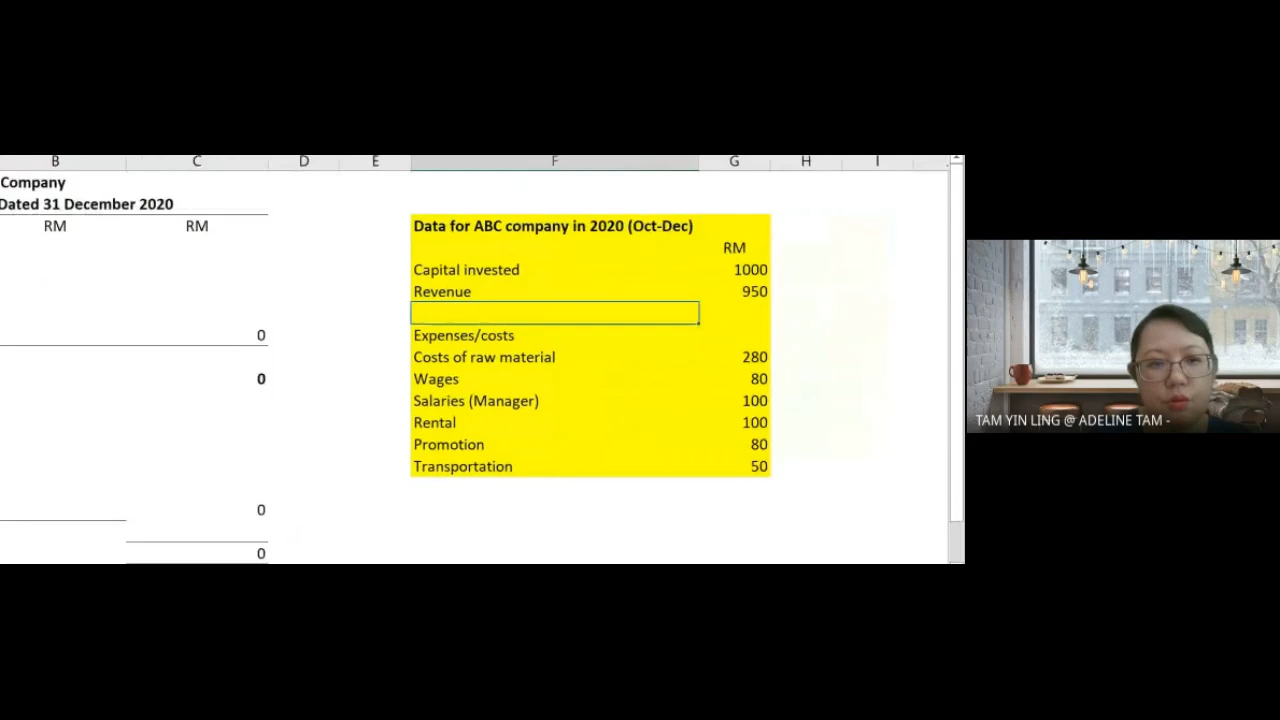 B C D E F G H I
Company
Dated 31 December 2020
RM RM
0
0
0
0
Data for ABC company in 2020 (Oct-Dec)
RM
Capital invested 1000
Revenue 950
Expenses/costs
Costs of raw material 280
Wages 80
Salaries (Manager) 100
Rental 100
Promotion 80
Transportation 50
TAM YIN LING @ ADELINE TAM -